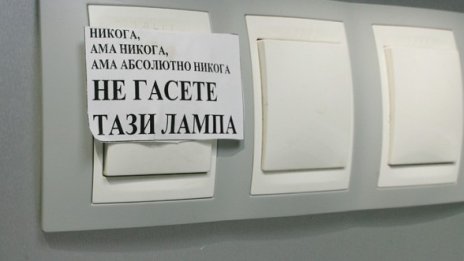 НИКОГА,
АМА НИКОГА,
АМА АБСОЛЮТНО НИКОГА
НЕ ГАСЕТЕ
ТАЗИ ЛАМПА